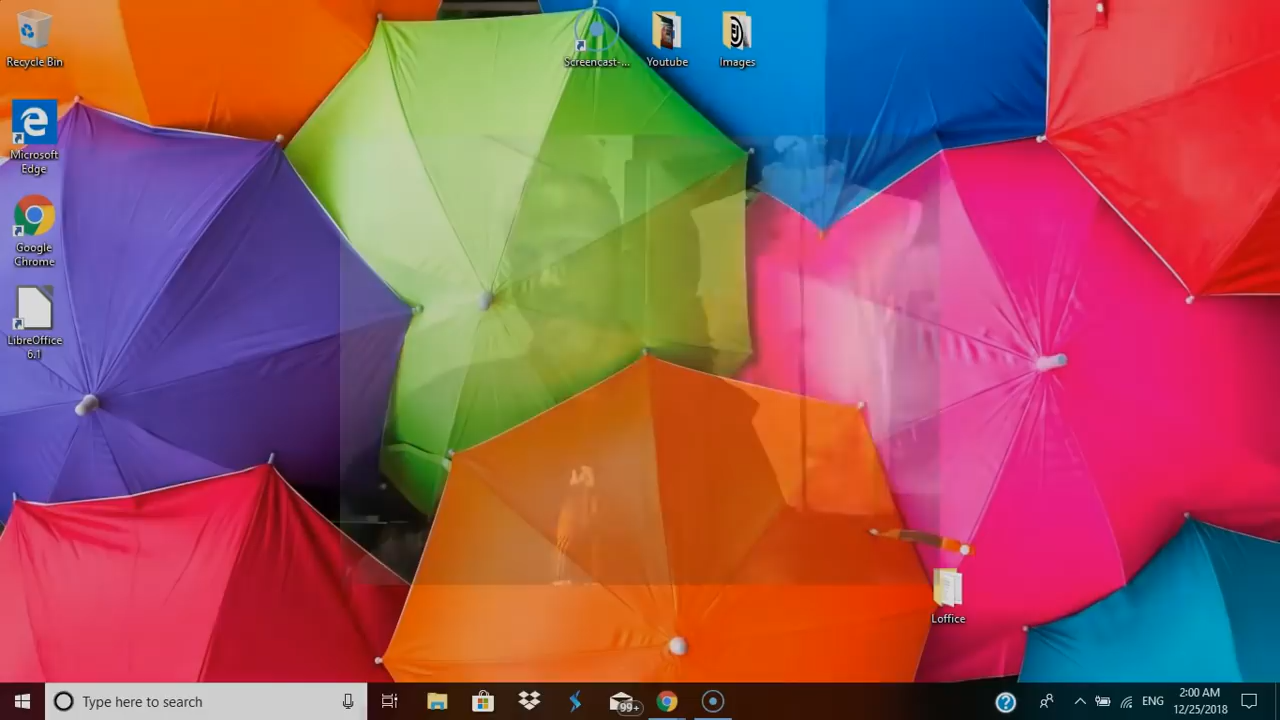 Recycle Bin
Screencast-...
Youtube
Images
Microsoft
Edge
Google
Chrome
LibreOffice
6.1
Loffice
Type here to search
99+
ENG
2:00 AM
12/25/2018